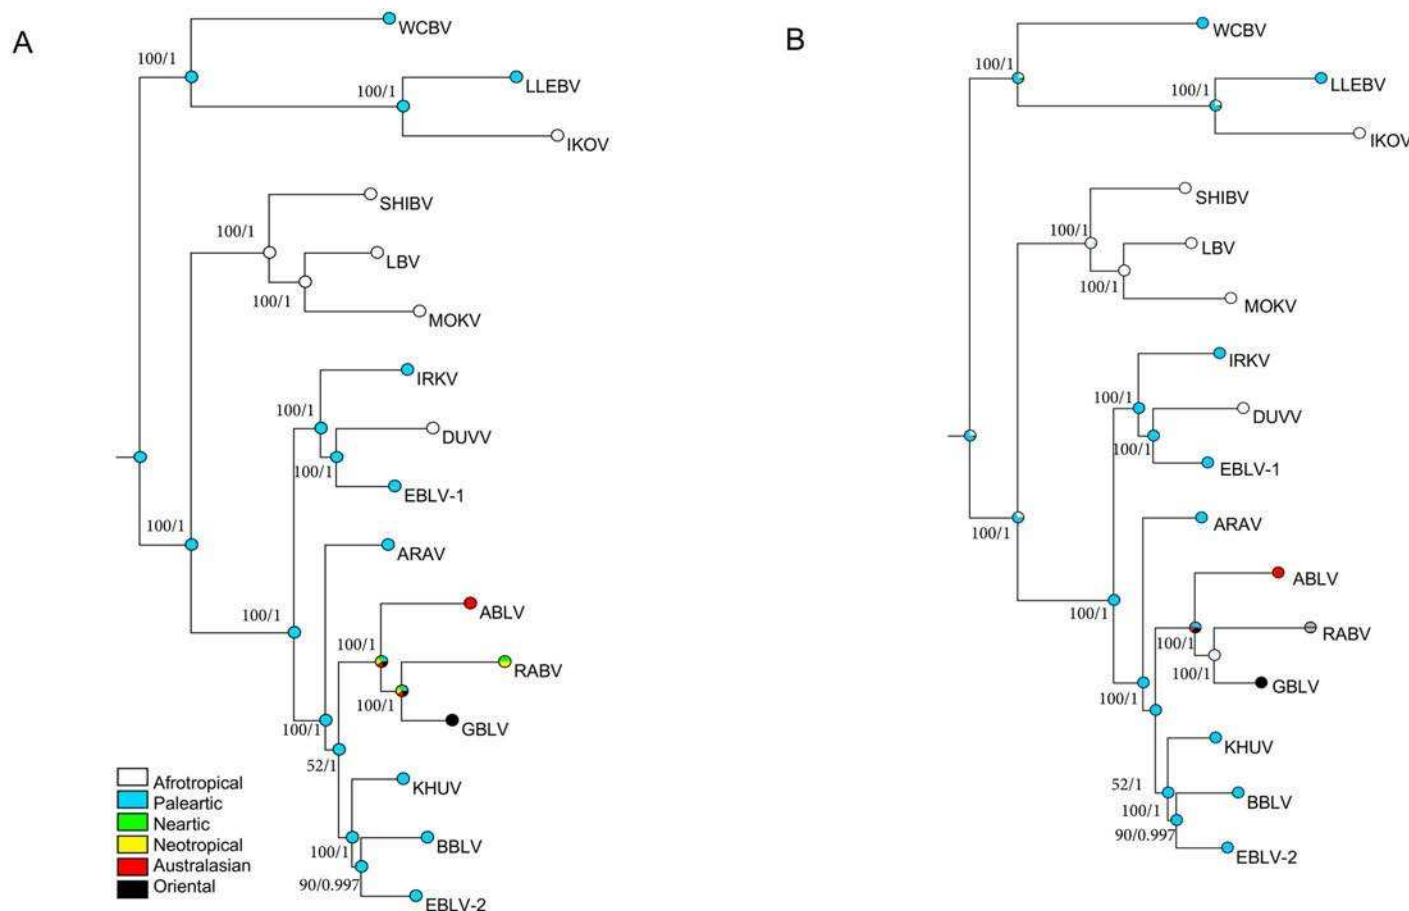 A
WCBV
100/1
LLEBV
100/1
IKOV
SHIBV
100/1
LBV
100/1
MOKV
IRKV
100/1
DUVV
100/1
EBLV-1
100/1
ARAV
100/1
ABLV
100/1
RABV
100/1
GBLV
100/1
52/1
KHUV
BBLV
100/1
90/0.997
EBLV-2
Afrotropical
Paleartic
Neartic
Neotropical
Australasian
Oriental
B
WCBV
100/1
LLEBV
100/1
IKOV
SHIBV
100/1
LBV
100/1
MOKV
IRKV
100/1
DUVV
100/1
EBLV-1
ARAV
100/1
ABLV
100/1
RABV
100/1
100/1
GBLV
KHUV
52/1
BBLV
100/1
90/0.997
EBLV-2